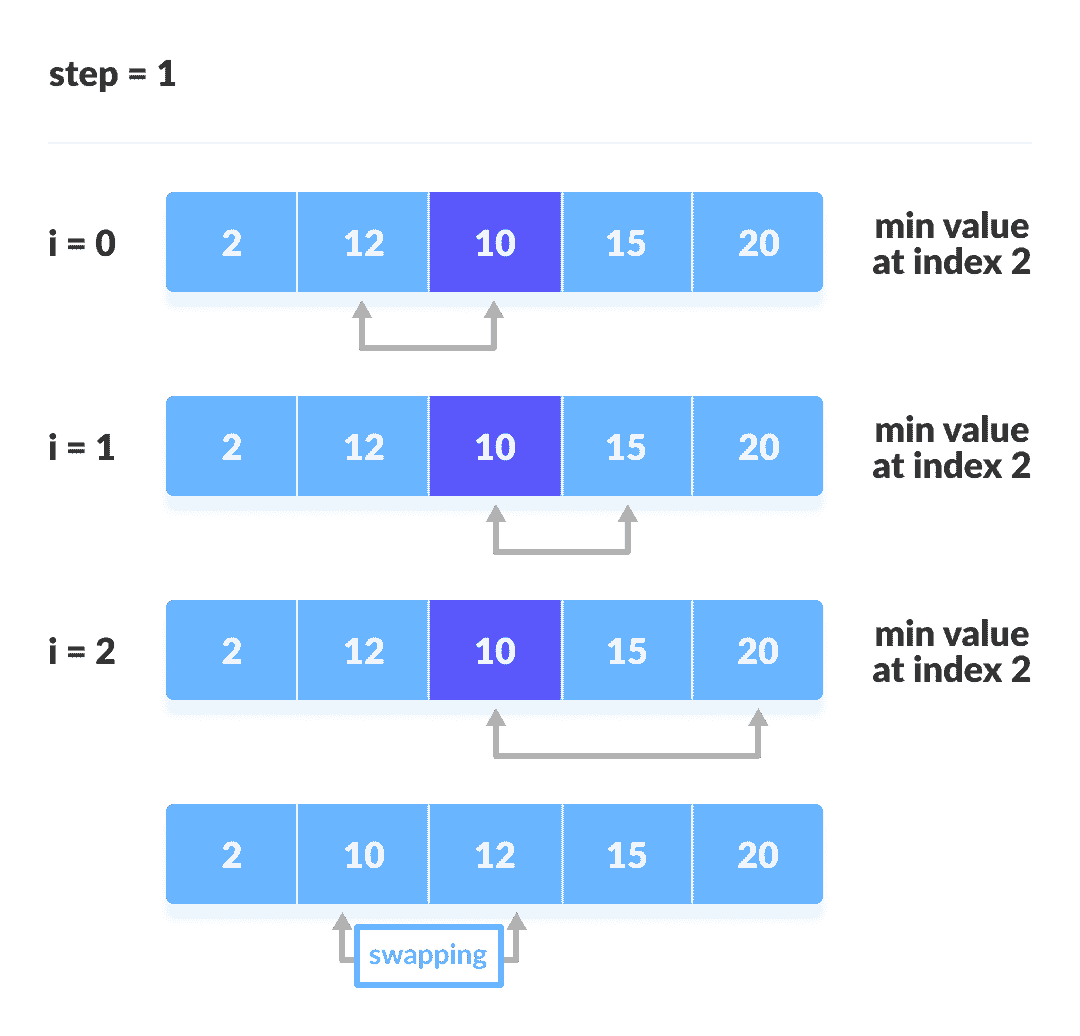 step = 1
i = 0 2 12 10 15 20 min value
at index 2
i = 1 2 12 10 15 20 min value
at index 2
i = 2 2 12 10 15 20 min value
at index 2
2 10 12 15 20
swapping